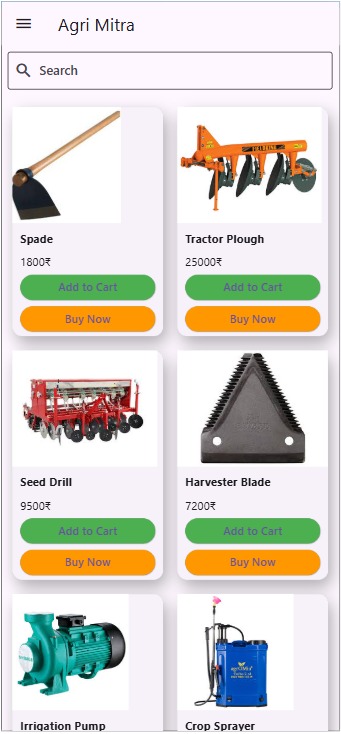 Agri Mitra
Search
Spade
Tractor Plough
1800₹
25000₹
Add to Cart
Add to Cart
Buy Now
Buy Now
Seed Drill
Harvester Blade
9500₹
7200₹
Add to Cart
Add to Cart
Buy Now
Buy Now
Irrigation Pump
Crop Sprayer